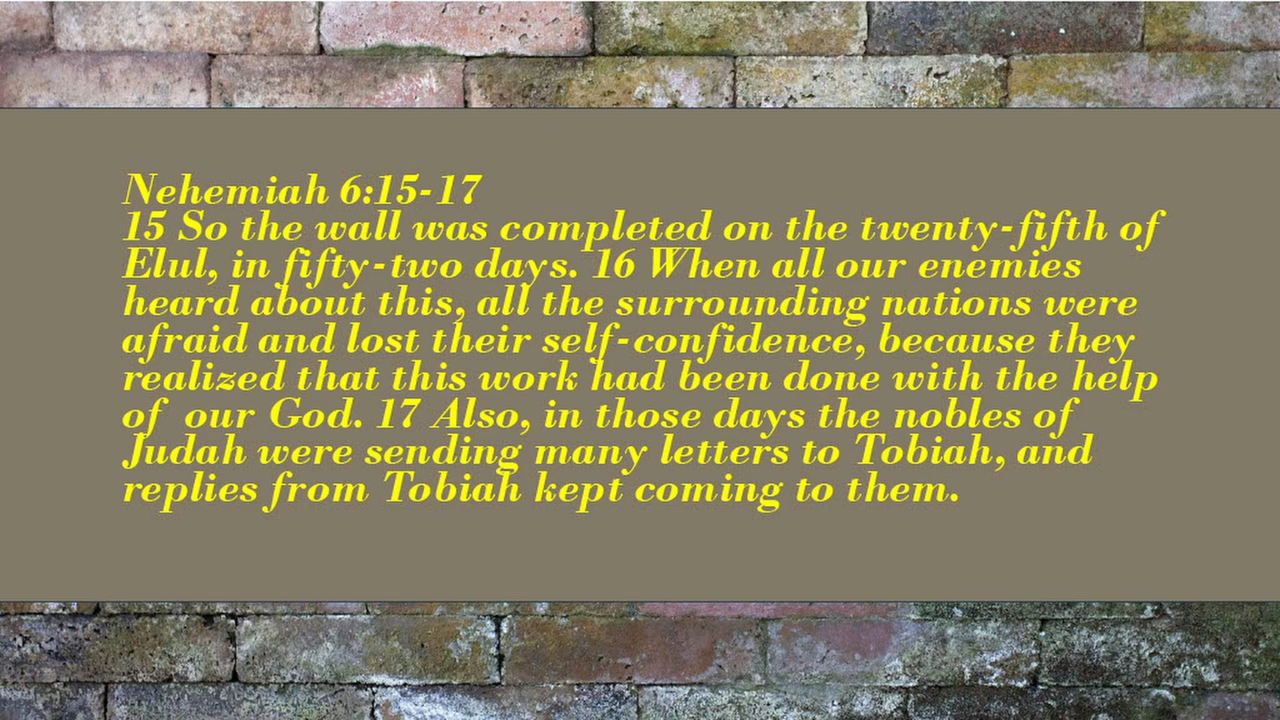 Nehemiah 6:15-17
15 So the wall was completed on the twenty-fifth of
Elul, in fifty-two days. 16 When all our enemies
heard about this, all the surrounding nations were
afraid and lost their self-confidence, because they
realized that this work had been done with the help
of our God. 17 Also, in those days the nobles of
Judah were sending many letters to Tobiah, and
replies from Tobiah kept coming to them.